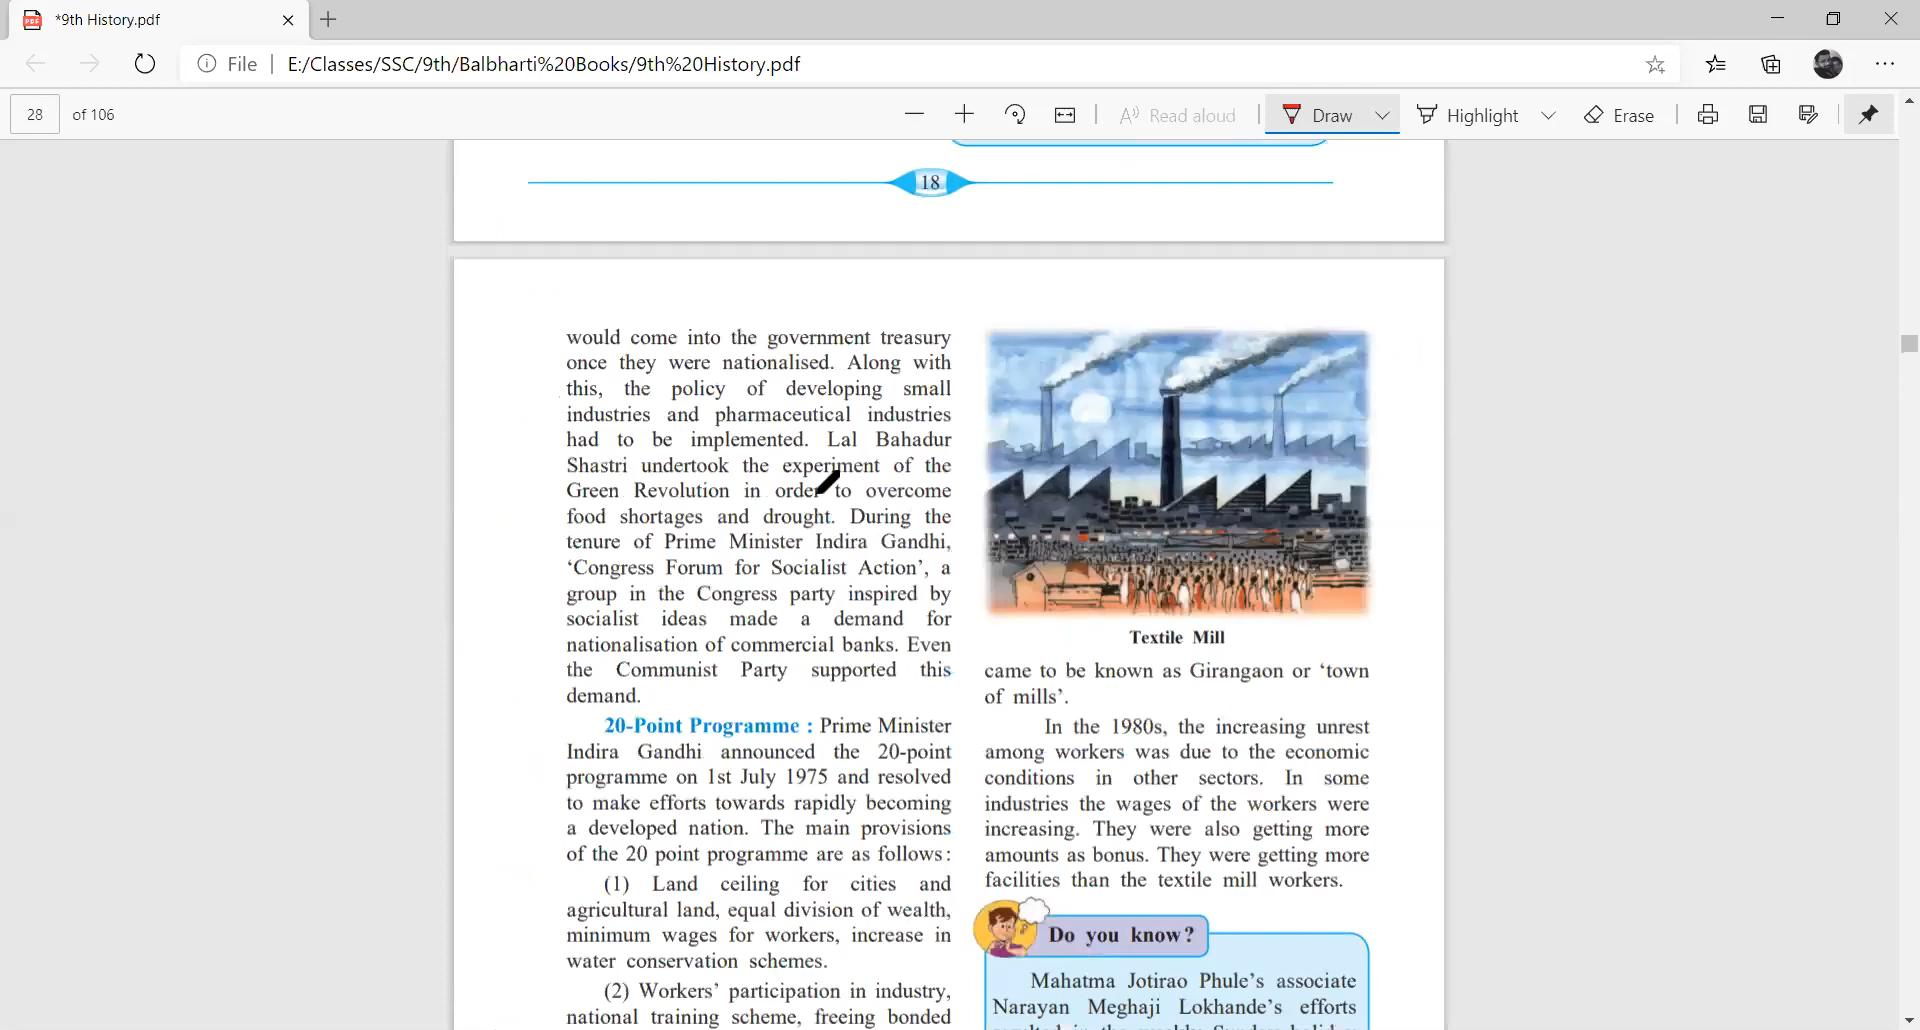 *9th History.pdf
File
E:/Classes/SSC/9th/Balbharti%20Books/9th%20History.pdf
28 of 106
Read aloud
Draw
Highlight
Erase
18
would come into the government treasury
once they were nationalised. Along with
this, the policy of developing small
industries and pharmaceutical industries
had to be implemented. Lal Bahadur
Shastri undertook the experiment of the
Green Revolution in order to overcome
food shortages and drought. During the
tenure of Prime Minister Indira Gandhi,
‘Congress Forum for Socialist Action’, a
group in the Congress party inspired by
socialist ideas made a demand for
nationalisation of commercial banks. Even
the Communist Party supported this
demand.
20-Point Programme : Prime Minister
Indira Gandhi announced the 20-point
programme on 1st July 1975 and resolved
to make efforts towards rapidly becoming
a developed nation. The main provisions
of the 20 point programme are as follows :
(1) Land ceiling for cities and
agricultural land, equal division of wealth,
minimum wages for workers, increase in
water conservation schemes.
(2) Workers’ participation in industry,
national training scheme, freeing bonded
Textile Mill
came to be known as Girangaon or ‘town
of mills’.
In the 1980s, the increasing unrest
among workers was due to the economic
conditions in other sectors. In some
industries the wages of the workers were
increasing. They were also getting more
amounts as bonus. They were getting more
facilities than the textile mill workers.
Do you know?
Mahatma Jotirao Phule’s associate
Narayan Meghaji Lokhande’s efforts